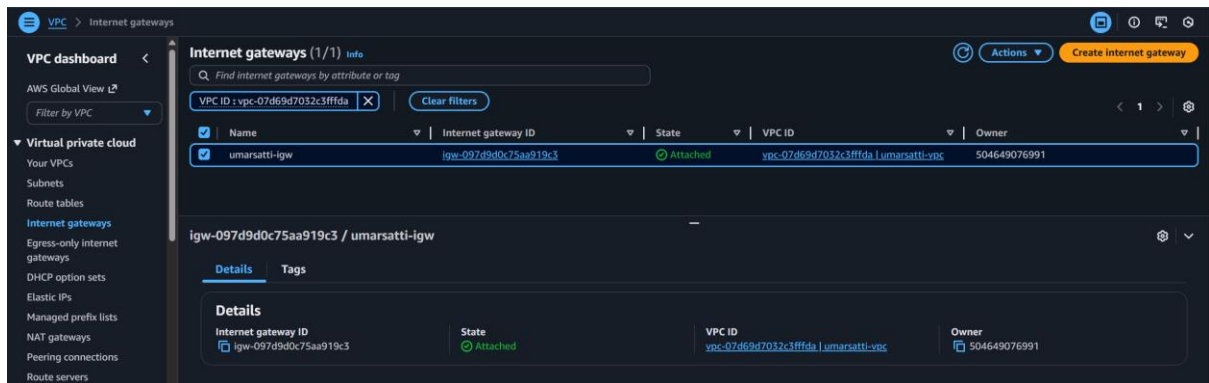 VPC > Internet gateways
VPC dashboard
AWS Global View
Filter by VPC
Virtual private cloud
Your VPCs
Subnets
Route tables
Internet gateways
Egress-only internet
gateways
DHCP option sets
Elastic IPs
Managed prefix lists
NAT gateways
Peering connections
Route servers
Internet gateways (1/1) Info
Actions
Create internet gateway
Find internet gateways by attribute or tag
VPC ID : vpc-07d69d7032c3fffda
Clear filters
1
Name Internet gateway ID State VPC ID Owner
umarsatti-igw igw-097d9d0c75aa919c3 Attached vpc-07d69d7032c3fffda | umarsatti-vpc 504649076991
igw-097d9d0c75aa919c3 / umarsatti-igw
Details Tags
Details
Internet gateway ID State VPC ID Owner
igw-097d9d0c75aa919c3 Attached vpc-07d69d7032c3fffda | umarsatti-vpc 504649076991